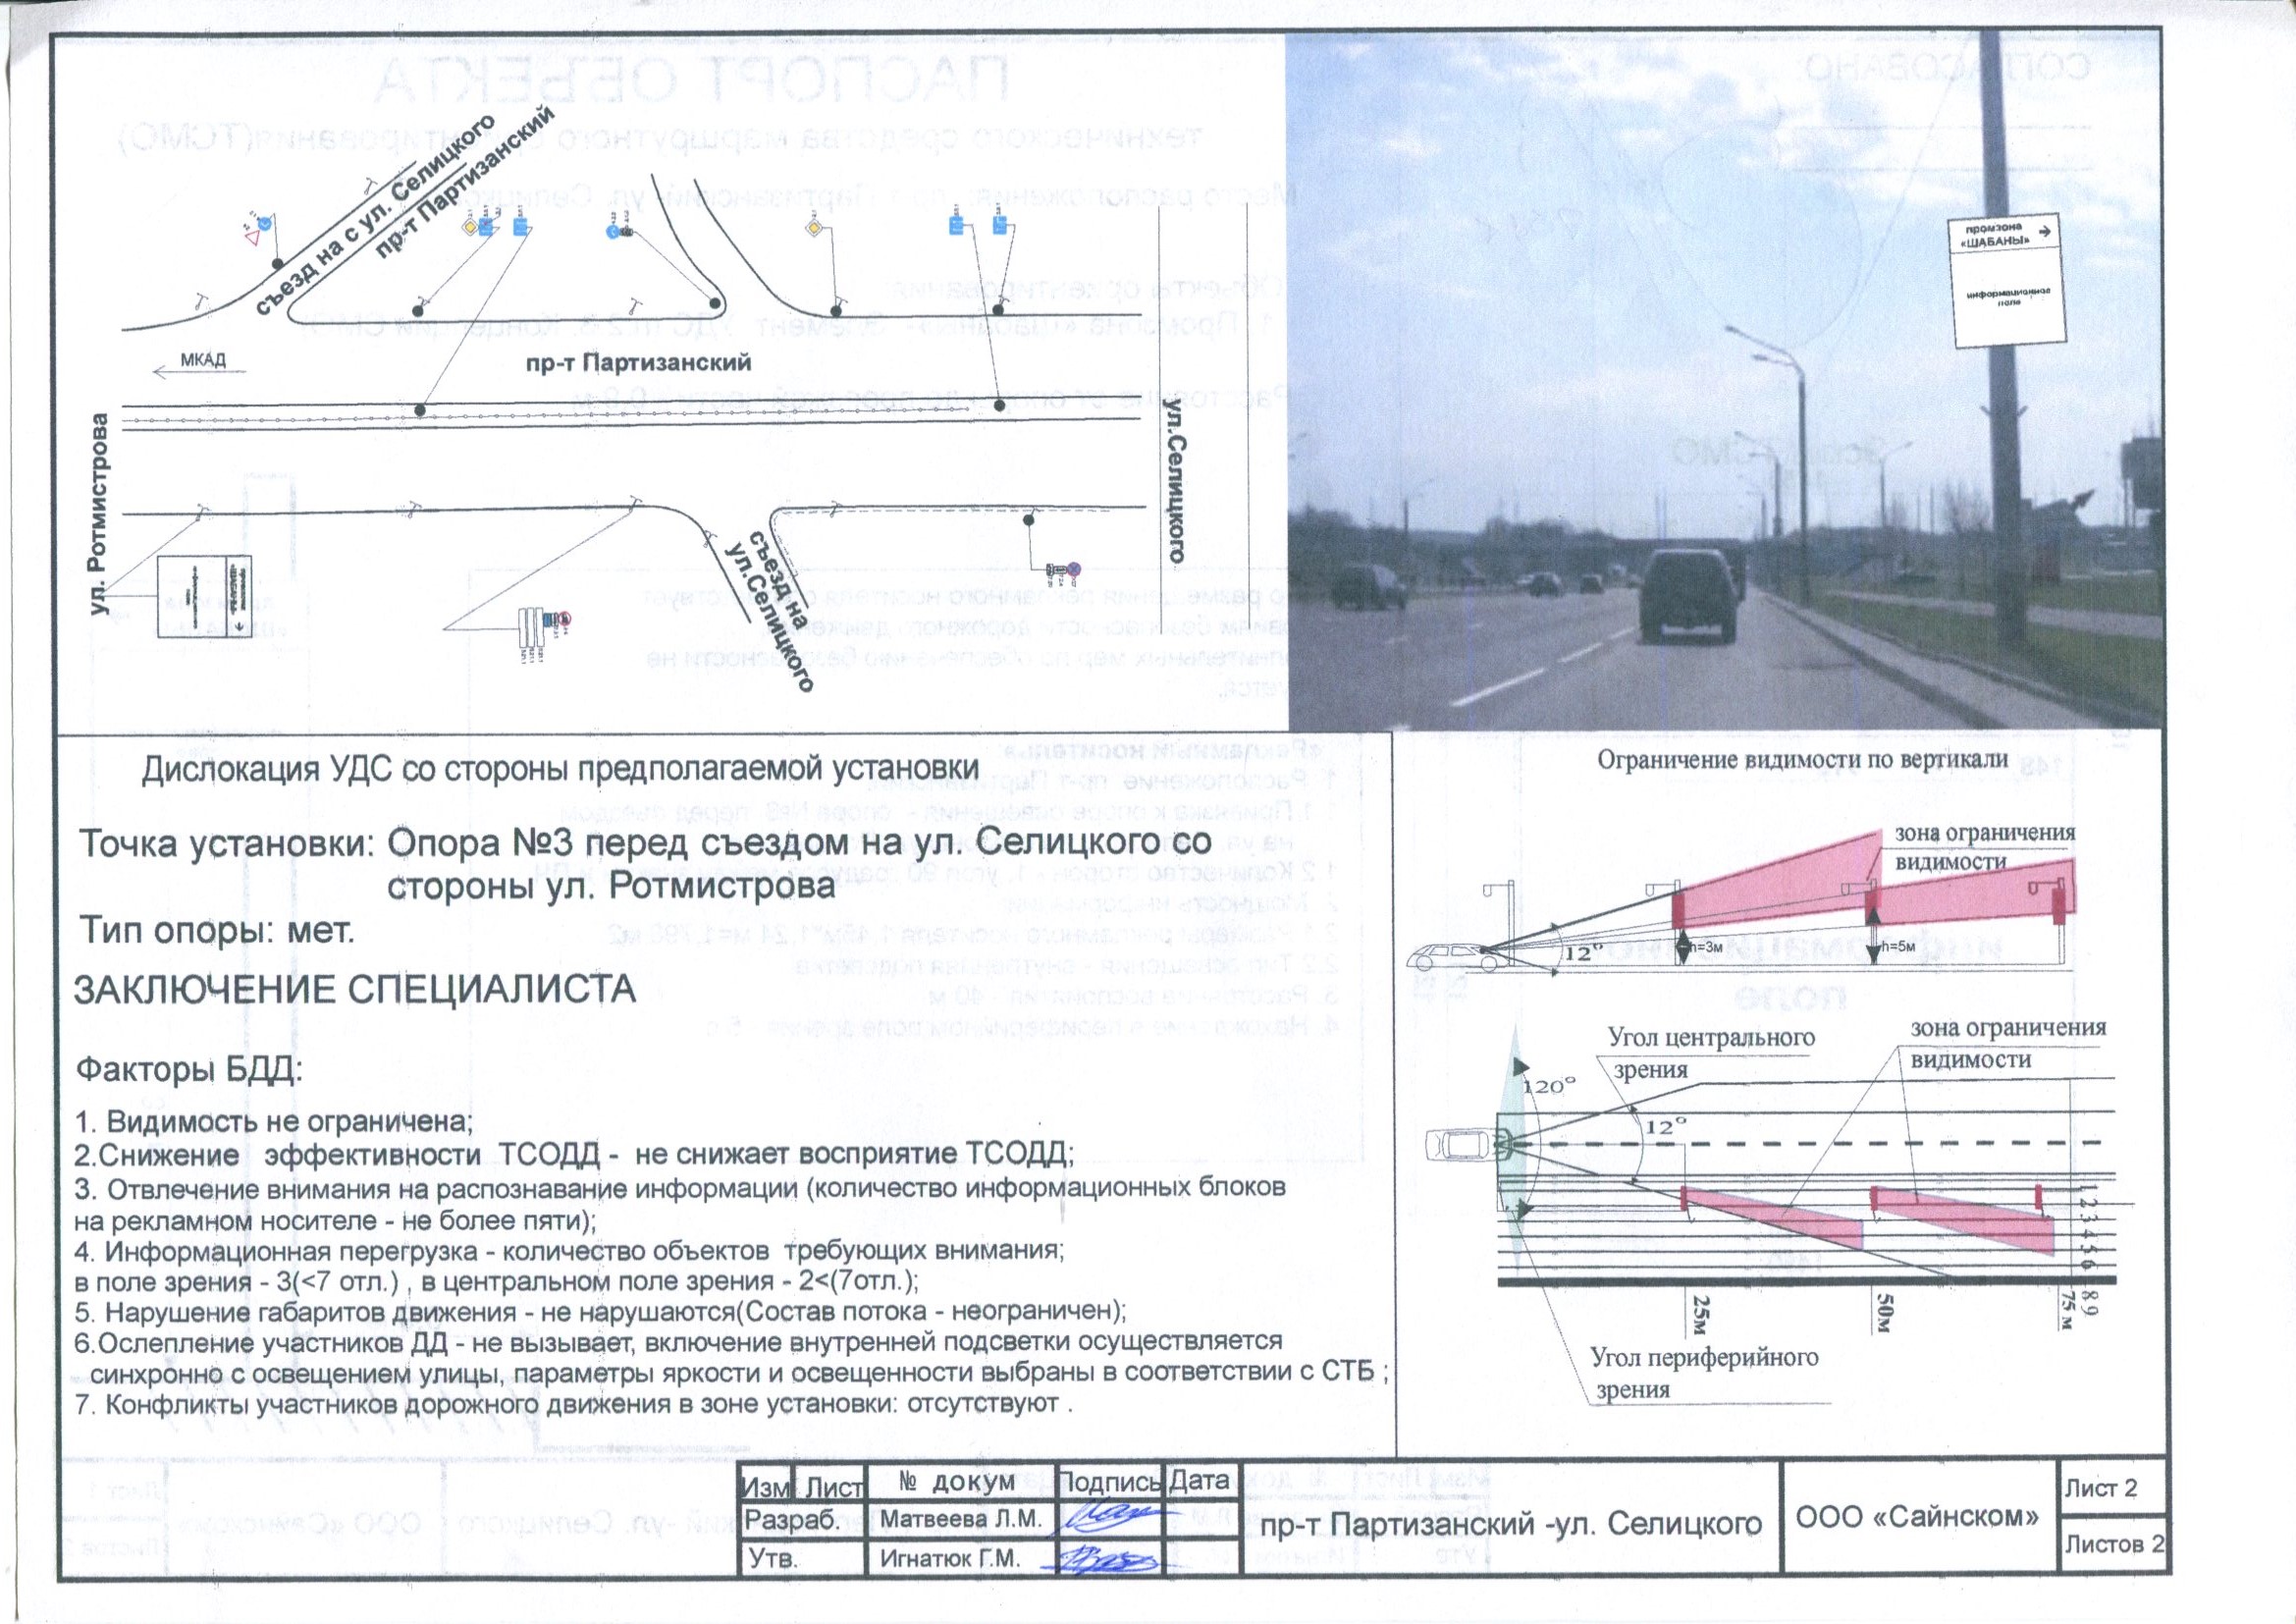 съезд на с ул. Селицкого
пр-т Партизанский
МКАД
пр-т Партизанский
ул. Ротмистрова
ул.Селицкого
съезд на
ул.Селицкого
промзона
«ШАБАНЫ»
информационное
поле
Дислокация УДС со стороны предполагаемой установки
Точка установки: Опора №3 перед съездом на ул. Селицкого со
стороны ул. Ротмистрова
Тип опоры: мет.
ЗАКЛЮЧЕНИЕ СПЕЦИАЛИСТА
Факторы БДД:
1. Видимость не ограничена;
2.Снижение эффективности ТСОДД - не снижает восприятие ТСОДД;
3. Отвлечение внимания на распознавание информации (количество информационных блоков
на рекламном носителе - не более пяти);
4. Информационная перегрузка - количество объектов требующих внимания;
в поле зрения - 3(<7 отл.) , в центральном поле зрения - 2<(7отл.);
5. Нарушение габаритов движения - не нарушаются(Состав потока - неограничен);
6.Ослепление участников ДД - не вызывает, включение внутренней подсветки осуществляется
синхронно с освещением улицы, параметры яркости и освещенности выбраны в соответствии с СТБ ;
7. Конфликты участников дорожного движения в зоне установки: отсутствуют .
Ограничение видимости по вертикали
зона ограничения
видимости
12°
h=3м
h=5м
Угол центрального
зрения
зона ограничения
видимости
120°
12°
1 2 3 4 5 6
8 9
25м
50м
75 м
Угол периферийного
зрения
Изм Лист № докум Подпись Дата
Разраб. Матвеева Л.М.
Утв. Игнатюк Г.М.
пр-т Партизанский -ул. Селицкого
ООО «Сайнском»
Лист 2
Листов 2